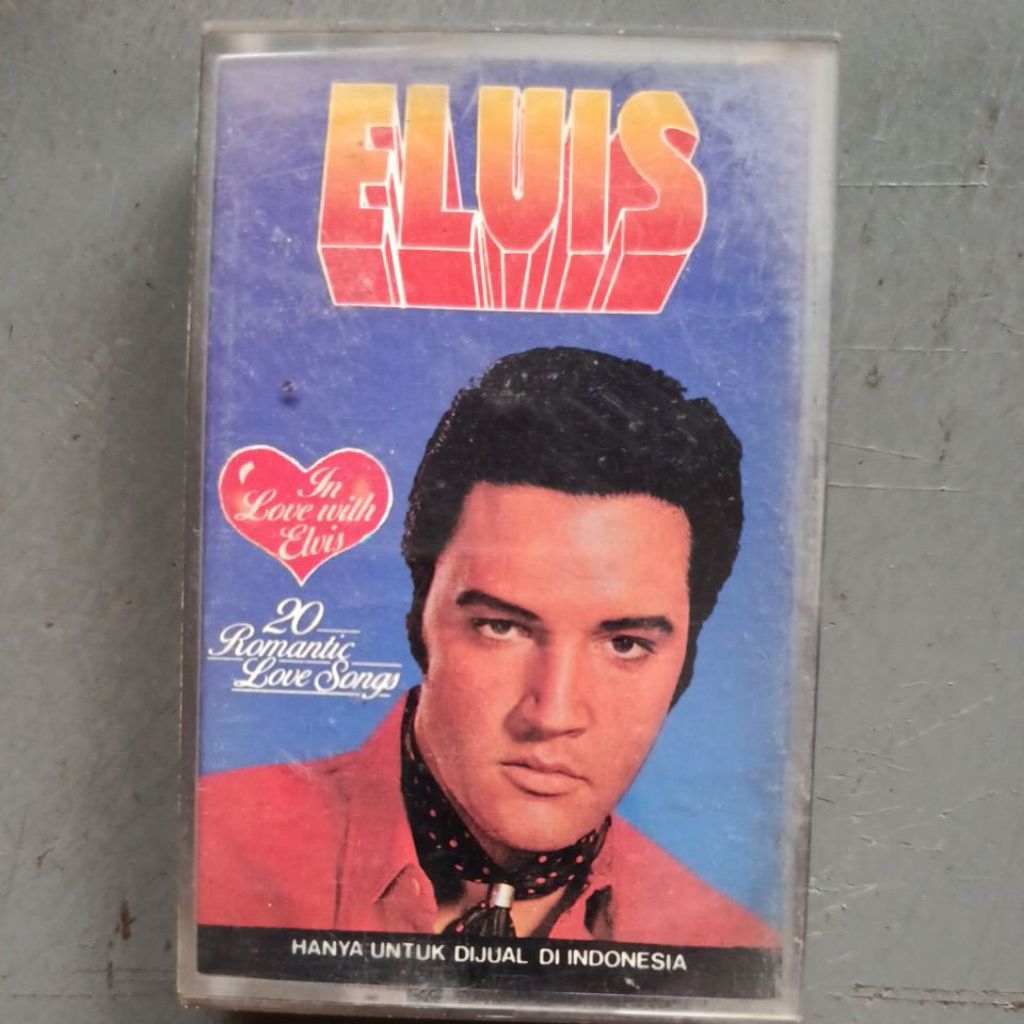 ELVIS
In
Love with
Elvis
20
Romantic
Love Songs
HANYA UNTUK DIJUAL DI INDONESIA